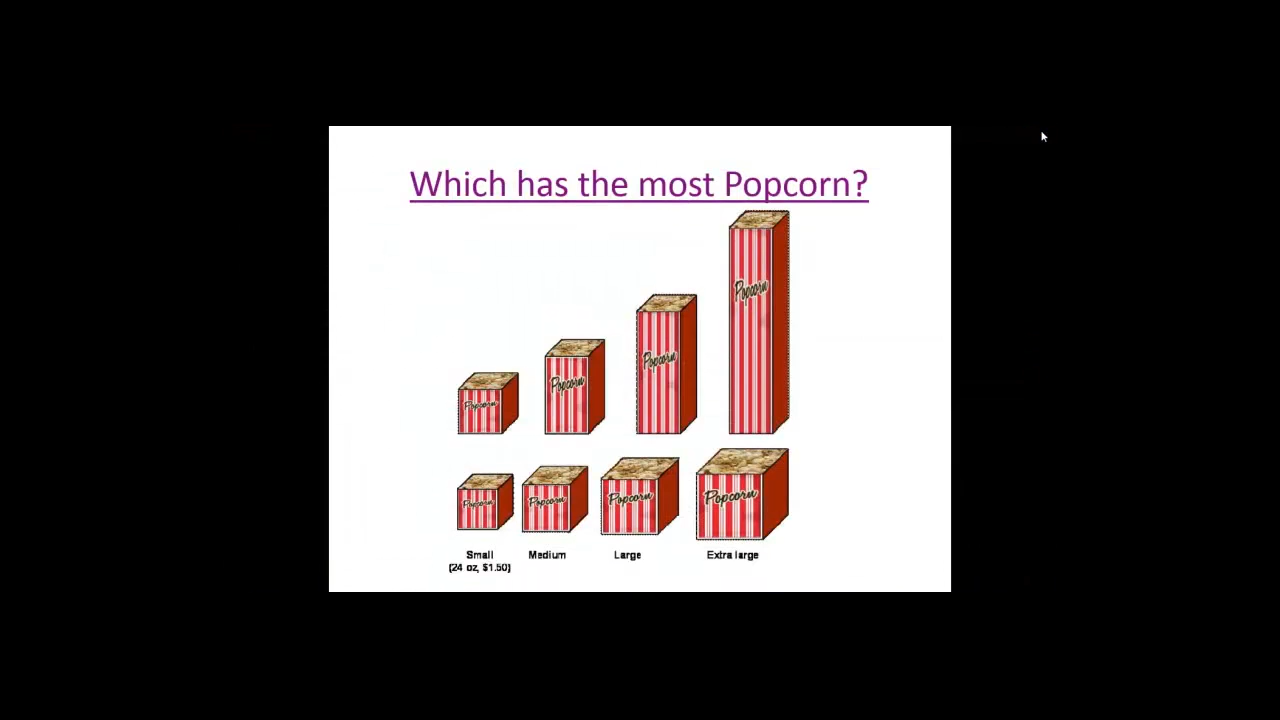 Which has the most Popcorn?
Popcorn
Popcorn
Popcorn
Popcorn
Popcorn
Popcorn
Popcorn
Popcorn
Small
(24 oz, $1.50)
Medium
Large
Extra large